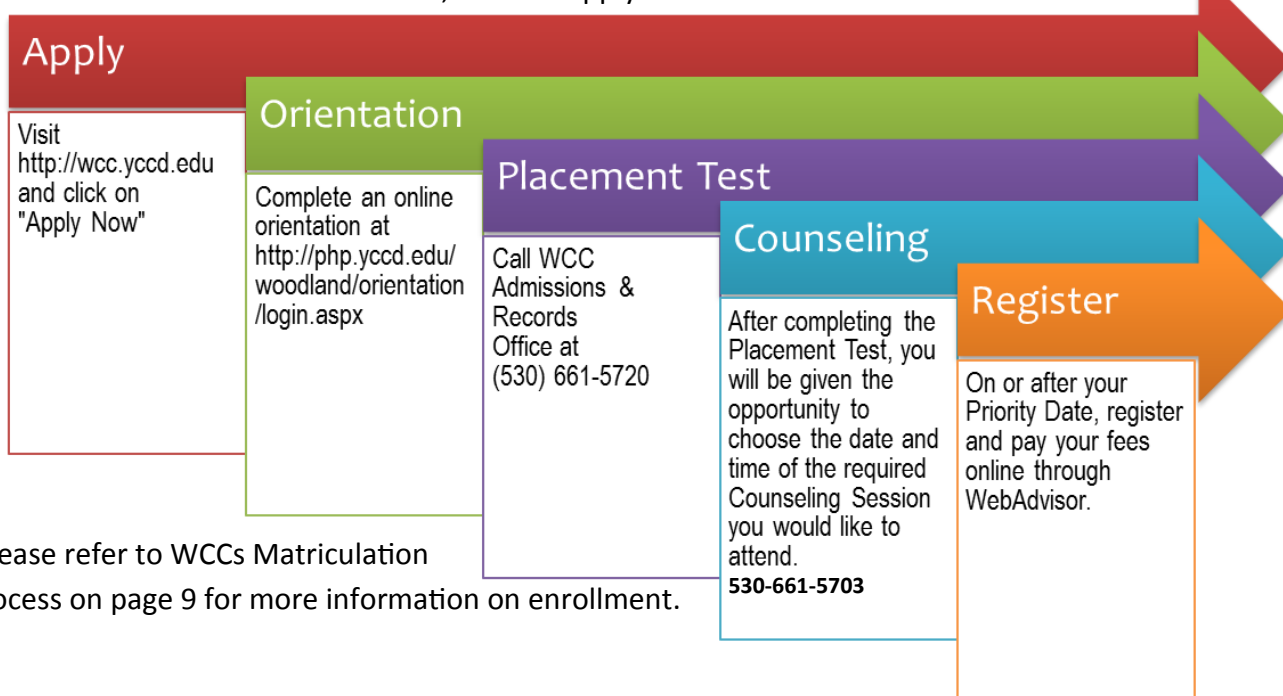 apply
Apply
Visit
http://wcc.yccd.edu
and click on
"Apply Now"
Orientation
Complete an online
orientation at
http://php.yccd.edu/
woodland/orientation
/login.aspx
Placement Test
Call WCC
Admissions &
Records
Office at
(530) 661-5720
Counseling
After completing the
Placement Test, you
will be given the
opportunity to
choose the date and
time of the required
Counseling Session
you would like to
attend.
530-661-5703
Register
On or after your
Priority Date, register
and pay your fees
online through
WebAdvisor.
ease refer to WCCs Matriculation
ocess on page 9 for more information on enrollment.